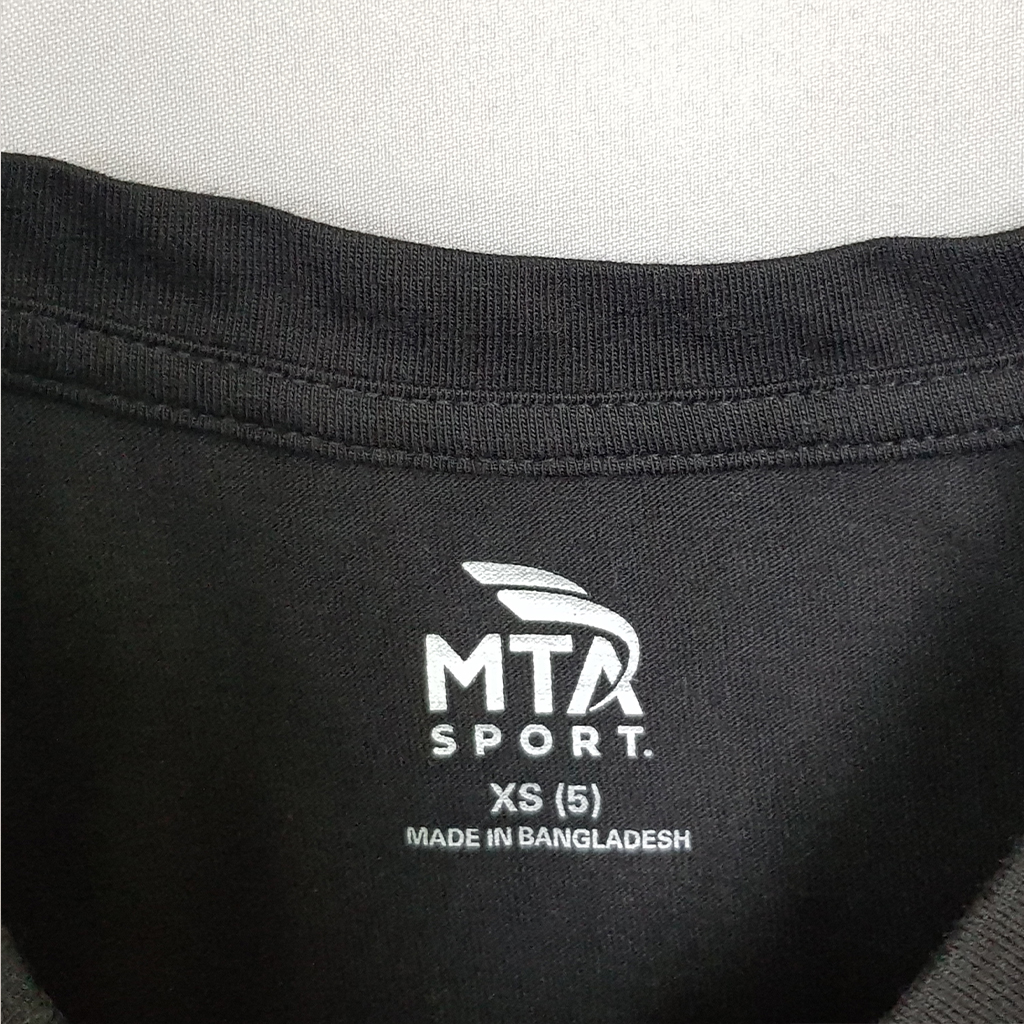 MTA
SPORT.
XS (5)
MADE IN BANGLADESH